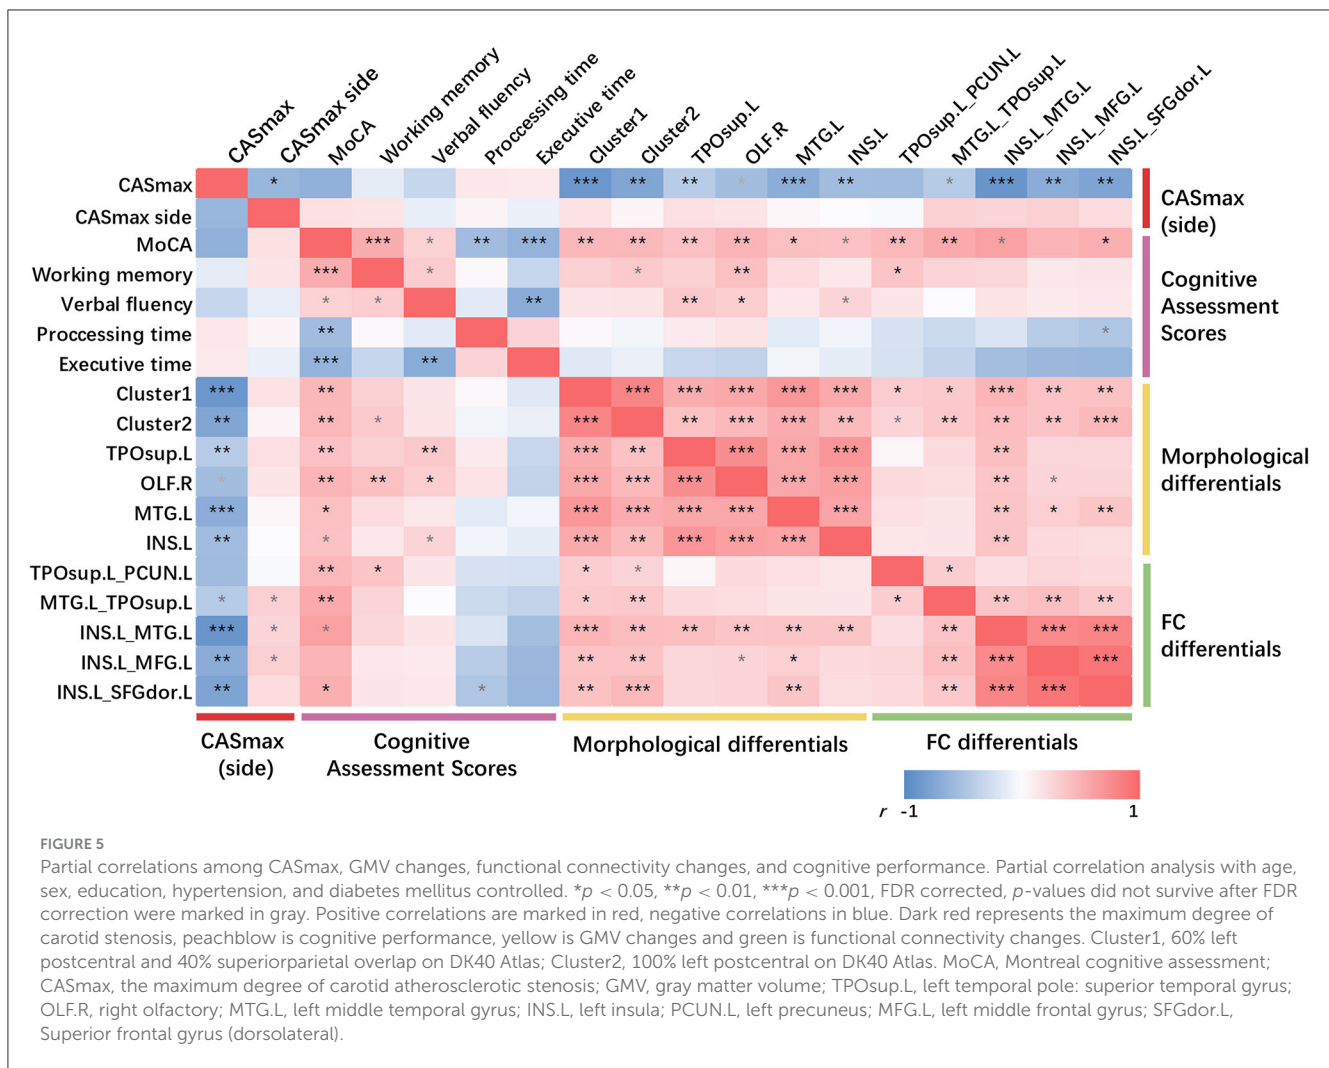 CASmax
CASmax side
MoCA
Working memory
Verbal fluency
Proccessing time
Executive time
Cluster1
Cluster2
TPOsup.L
OLF.R
MTG.L
INS.L
TPOsup.L_PCUN.L
MTG.L_TPOsup.L
INS.L_MTG.L
INS.L_MFG.L
INS.L_SFGdor.L
CASmax * *** ** ** * *** ** * *** ** **
CASmax side
MoCA *** * ** *** ** ** ** ** * * ** ** * *
Working memory *** * * ** *
Verbal fluency * * ** ** * *
Proccessing time ** *
Executive time *** **
Cluster1 *** ** *** *** *** *** *** * * *** ** **
Cluster2 ** ** * *** ** *** *** ** * ** ** ** ***
TPOsup.L ** ** ** *** ** *** *** *** **
OLF.R * ** ** * *** *** *** *** *** ** *
MTG.L *** * *** *** *** *** *** ** * **
INS.L ** * * *** ** *** *** *** **
TPOsup.L_PCUN.L ** * * * *
MTG.L_TPOsup.L * * ** * ** * ** ** **
INS.L_MTG.L *** * * *** ** ** ** ** ** ** *** ***
INS.L_MFG.L ** * ** ** * * ** *** ***
INS.L_SFGdor.L ** * * ** *** ** ** *** ***
CASmax
(side)
Cognitive
Assessment
Scores
Morphological
differentials
FC
differentials
CASmax
(side)
Cognitive
Assessment Scores
Morphological differentials
FC differentials
r -1 1
FIGURE 5
Partial correlations among CASmax, GMV changes, functional connectivity changes, and cognitive performance. Partial correlation analysis with age,
sex, education, hypertension, and diabetes mellitus controlled. *p < 0.05, **p < 0.01, ***p < 0.001, FDR corrected, p-values did not survive after FDR
correction were marked in gray. Positive correlations are marked in red, negative correlations in blue. Dark red represents the maximum degree of
carotid stenosis, peachblow is cognitive performance, yellow is GMV changes and green is functional connectivity changes. Cluster1, 60% left
postcentral and 40% superiorparietal overlap on DK40 Atlas; Cluster2, 100% left postcentral on DK40 Atlas. MoCA, Montreal cognitive assessment;
CASmax, the maximum degree of carotid atherosclerotic stenosis; GMV, gray matter volume; TPOsup.L, left temporal pole: superior temporal gyrus;
OLF.R, right olfactory; MTG.L, left middle temporal gyrus; INS.L, left insula; PCUN.L, left precuneus; MFG.L, left middle frontal gyrus; SFGdor.L,
Superior frontal gyrus (dorsolateral).